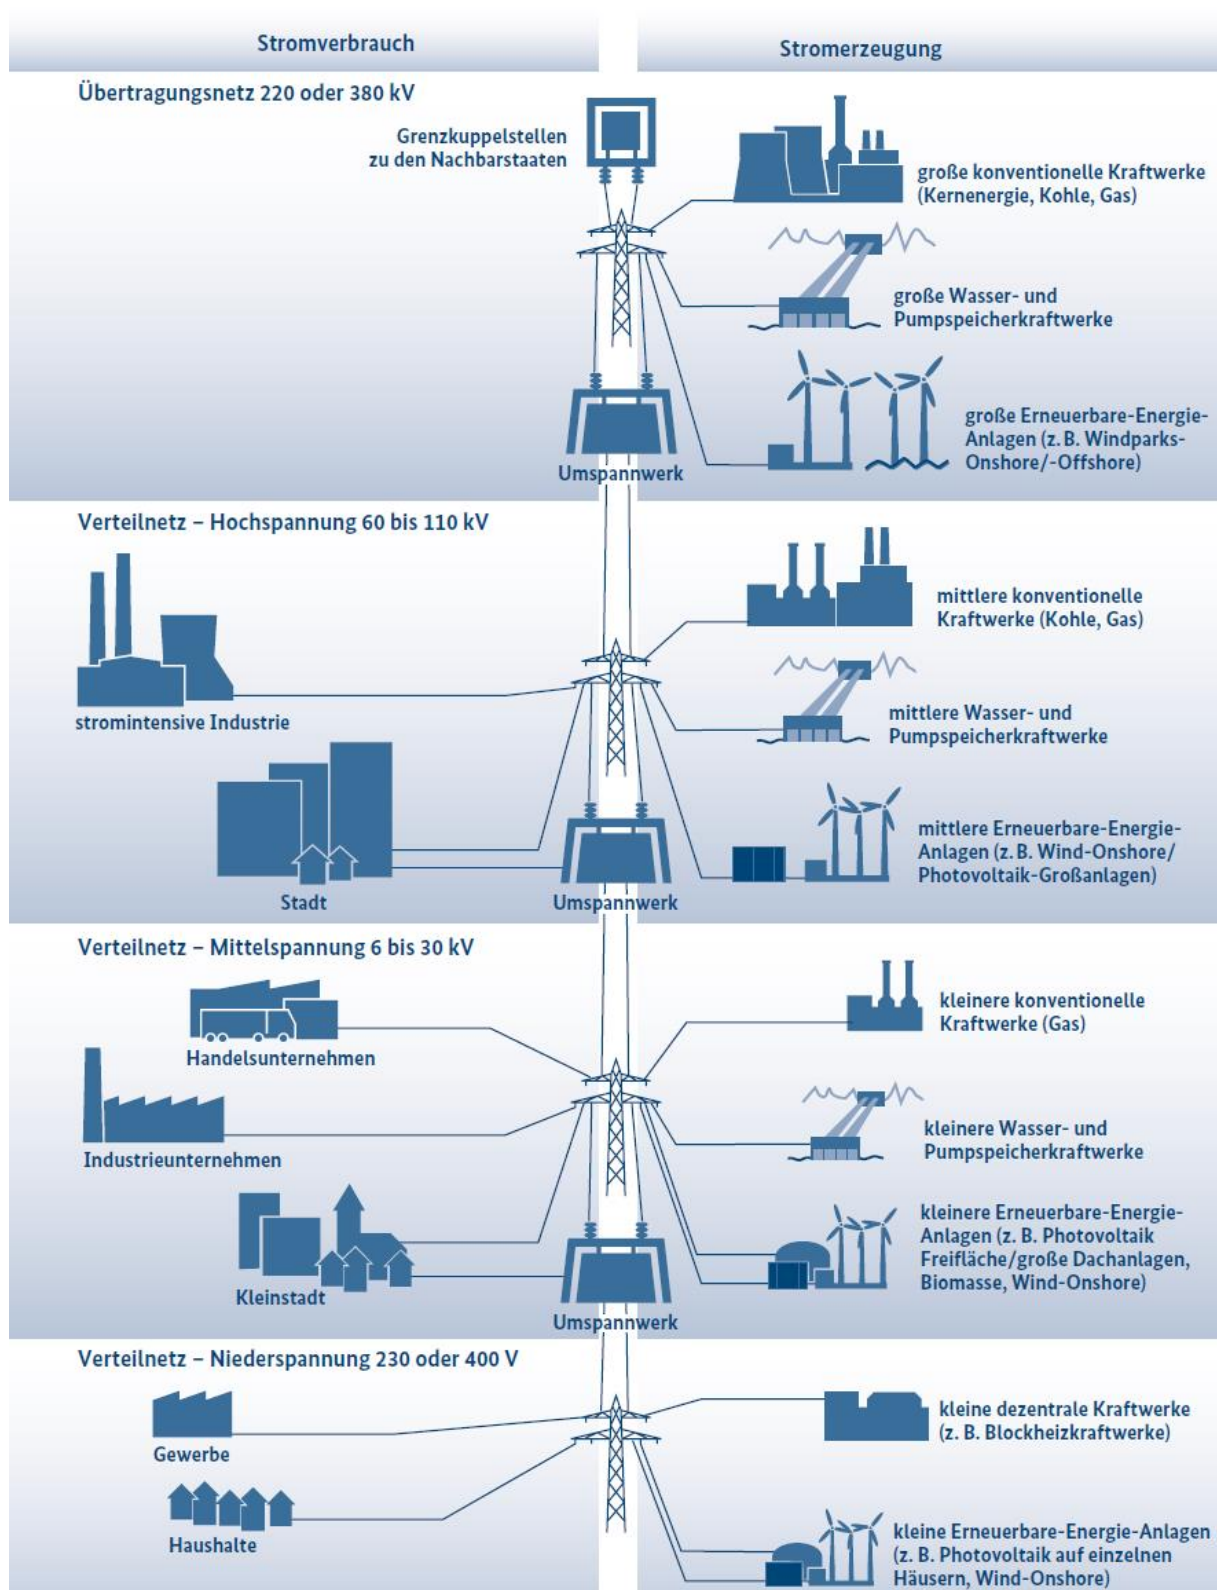 Stromverbrauch
Stromerzeugung
Übertragungsnetz 220 oder 380 kV
Grenzkuppelstellen
zu den Nachbarstaaten
große konventionelle Kraftwerke
(Kernenergie, Kohle, Gas)
große Wasser- und
Pumpspeicherkraftwerke
große Erneuerbare-Energie-
Anlagen (z. B. Windparks-
Onshore/-Offshore)
Umspannwerk
Verteilnetz – Hochspannung 60 bis 110 kV
stromintensive Industrie
Stadt
mittlere konventionelle
Kraftwerke (Kohle, Gas)
mittlere Wasser- und
Pumpspeicherkraftwerke
mittlere Erneuerbare-Energie-
Anlagen (z. B. Wind-Onshore/
Photovoltaik-Großanlagen)
Umspannwerk
Verteilnetz – Mittelspannung 6 bis 30 kV
Handelsunternehmen
Industrieunternehmen
Kleinstadt
kleinere konventionelle
Kraftwerke (Gas)
kleinere Wasser- und
Pumpspeicherkraftwerke
kleinere Erneuerbare-Energie-
Anlagen (z. B. Photovoltaik
Freifläche/große Dachanlagen,
Biomasse, Wind-Onshore)
Umspannwerk
Verteilnetz – Niederspannung 230 oder 400 V
Gewerbe
Haushalte
kleine dezentrale Kraftwerke
(z. B. Blockheizkraftwerke)
kleine Erneuerbare-Energie-Anlagen
(z. B. Photovoltaik auf einzelnen
Häusern, Wind-Onshore)